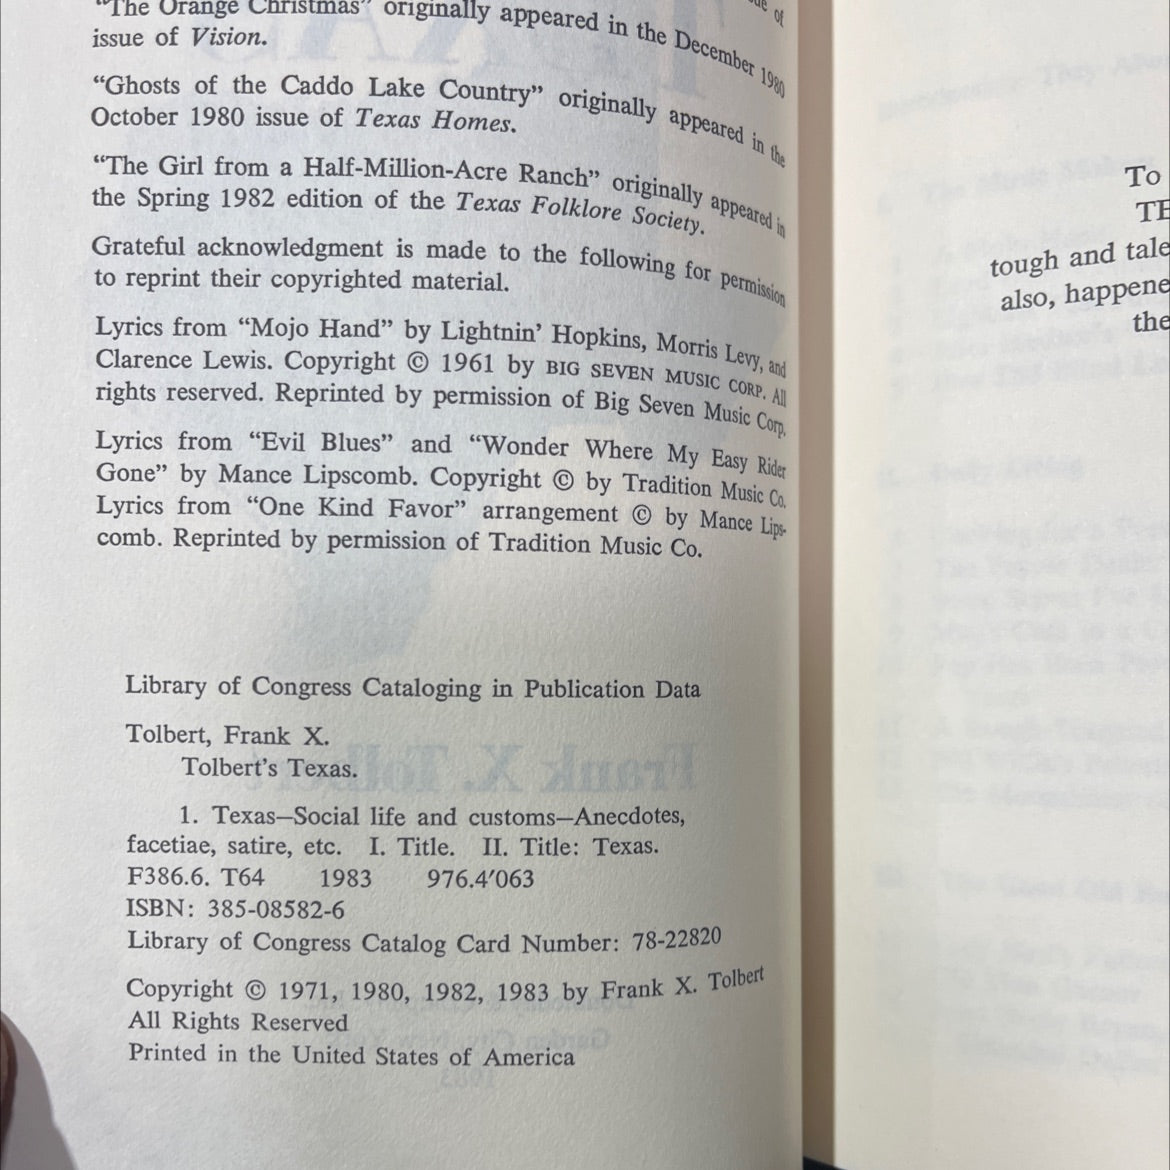 "The Orange Christmas" originally appeared in the December 1980
issue of Vision.
"Ghosts of the Caddo Lake Country" originally appeared in the
October 1980 issue of Texas Homes.
"The Girl from a Half-Million-Acre Ranch" originally appeared in
the Spring 1982 edition of the Texas Folklore Society.
Grateful acknowledgment is made to the following for permission
to reprint their copyrighted material.
Lyrics from "Mojo Hand" by Lightnin' Hopkins, Morris Levy, and
Clarence Lewis. Copyright © 1961 by BIG SEVEN MUSIC CORP. All
rights reserved. Reprinted by permission of Big Seven Music Corp.
Lyrics from "Evil Blues" and "Wonder Where My Easy Rider
Gone" by Mance Lipscomb. Copyright © by Tradition Music Co.
Lyrics from "One Kind Favor" arrangement © by Mance Lips-
comb. Reprinted by permission of Tradition Music Co.
Library of Congress Cataloging in Publication Data
Tolbert, Frank X.
Tolbert's Texas.
1. Texas—Social life and customs—Anecdotes,
facetiae, satire, etc. I. Title. II. Title: Texas.
F386.6. T64 1983 976.4′063
ISBN: 385-08582-6
Library of Congress Catalog Card Number: 78-22820
Copyright © 1971, 1980, 1982, 1983 by Frank X. Tolbert
All Rights Reserved
Printed in the United States of America
To
tough and tale
also, happene
the